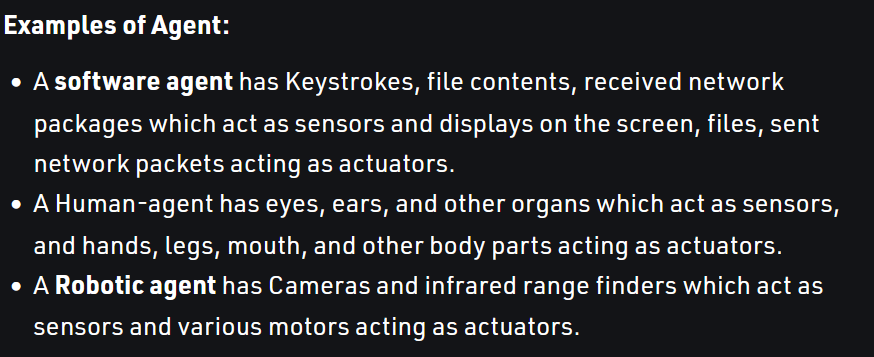 Examples of Agent:
• A software agent has Keystrokes, file contents, received network
packages which act as sensors and displays on the screen, files, sent
network packets acting as actuators.
• A Human-agent has eyes, ears, and other organs which act as sensors,
and hands, legs, mouth, and other body parts acting as actuators.
• A Robotic agent has Cameras and infrared range finders which act as
sensors and various motors acting as actuators.